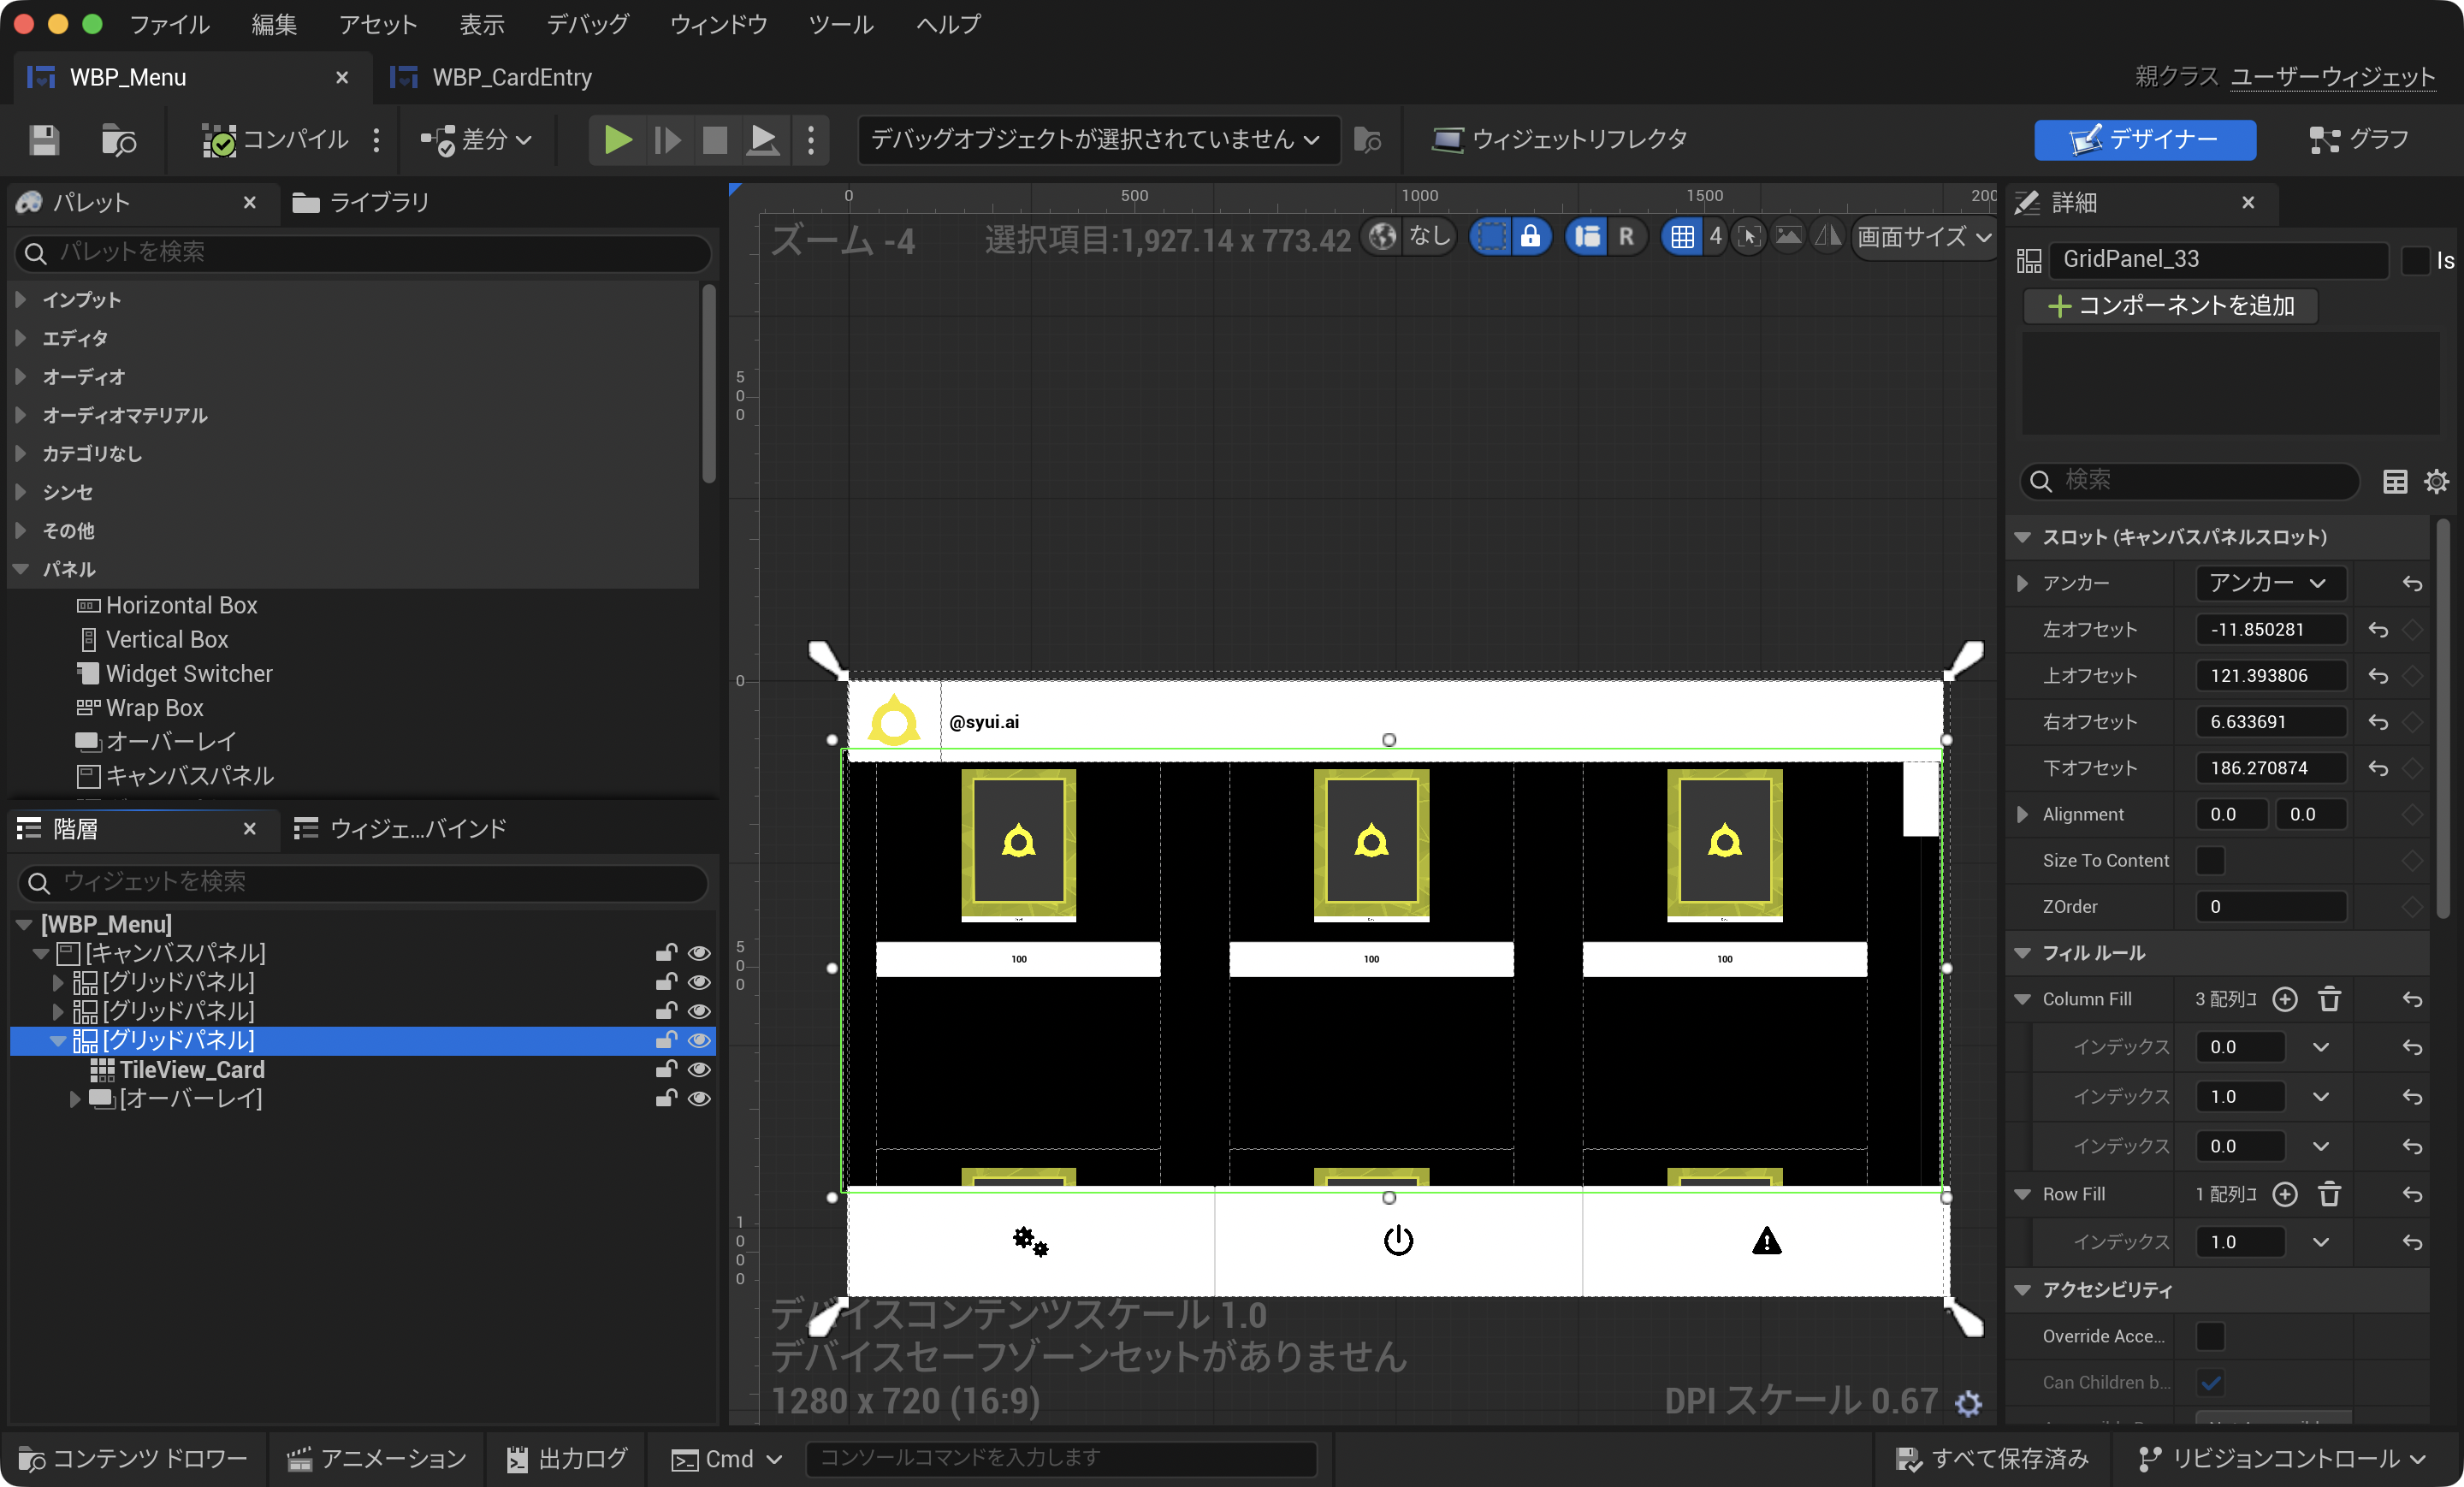 ファイル 編集 アセット 表示 デバッグ ウィンドウ ツール ヘルプ
WBP_Menu WBP_CardEntry 親クラス ユーザーウィジェット
コンパイル 差分 デバッグオブジェクトが選択されていません ウィジェットリフレクタ デザイナー グラフ
パレット ライブラリ
パレットを検索
インプット
エディタ
オーディオ
オーディオマテリアル
カテゴリなし
シンセ
その他
パネル
Horizontal Box
Vertical Box
Widget Switcher
Wrap Box
オーバーレイ
キャンバスパネル
階層 ウィジェ...バインド
ウィジェットを検索
[WBP_Menu]
[キャンバスパネル]
[グリッドパネル]
[グリッドパネル]
[グリッドパネル]
TileView_Card
[オーバーレイ]
0 500 1000 1500 200
ズーム -4 選択項目:1,927.14 x 773.42 なし R 4 画面サイズ
500
0
500
1000
@syui.ai
100 100 100
デバイスコンテンツスケール 1.0
デバイスセーフゾーンセットがありません
1280 x 720 (16:9) DPI スケール 0.67
詳細
GridPanel_33 Is
コンポーネントを追加
検索
スロット (キャンバスパネルスロット)
アンカー アンカー
左オフセット -11.850281
上オフセット 121.393806
右オフセット 6.633691
下オフセット 186.270874
Alignment 0.0 0.0
Size To Content
ZOrder 0
フィル ルール
Column Fill 3 配列エ
インデックス 0.0
インデックス 1.0
インデックス 0.0
Row Fill 1 配列エ
インデックス 1.0
アクセシビリティ
Override Acce...
Can Children b...
コンテンツ ドロワー アニメーション 出力ログ Cmd コンソールコマンドを入力します すべて保存済み リビジョンコントロール